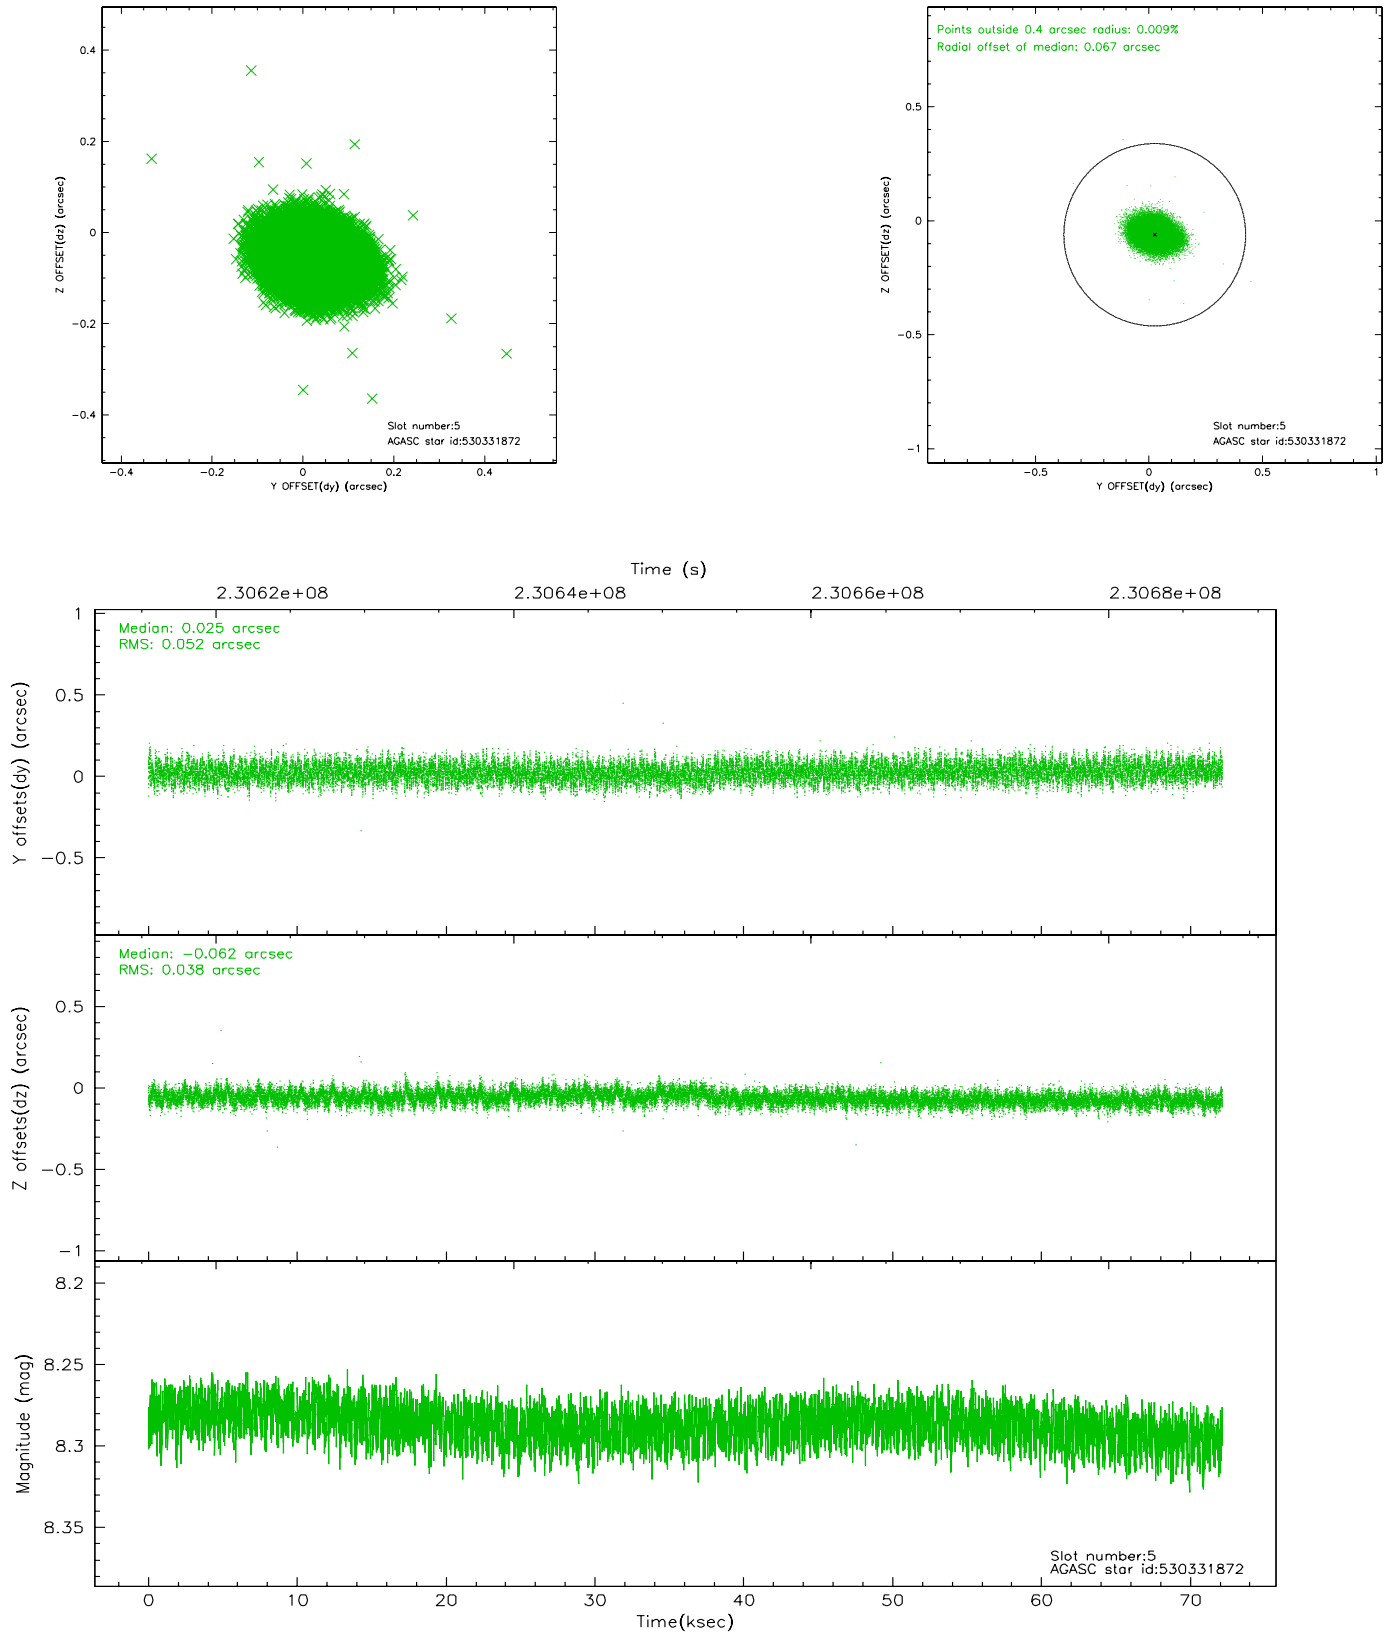 0.4
0.2
0
−0.2
−0.4
Z OFFSET(dz) (arcsec)
Slot number:5
AGASC star id:530331872
−0.4
−0.2
0
0.2
0.4
Y OFFSET(dy) (arcsec)
Points outside 0.4 arcsec radius: 0.009%
Radial offset of median: 0.067 arcsec
0.5
0
−0.5
−1
Z OFFSET(dz) (arcsec)
Slot number:5
AGASC star id:530331872
−0.5
0
0.5
1
Y OFFSET(dy) (arcsec)
Time (s)
2.3062e+08
2.3064e+08
2.3066e+08
2.3068e+08
Median: 0.025 arcsec
RMS: 0.052 arcsec
1
0.5
0
−0.5
Y offsets(dy) (arcsec)
Median: −0.062 arcsec
RMS: 0.038 arcsec
0.5
0
−0.5
−1
Z offsets(dz) (arcsec)
8.2
8.25
8.3
8.35
Magnitude (mag)
Slot number:5
AGASC star id:530331872
0
10
20
30
40
50
60
70
Time(ksec)